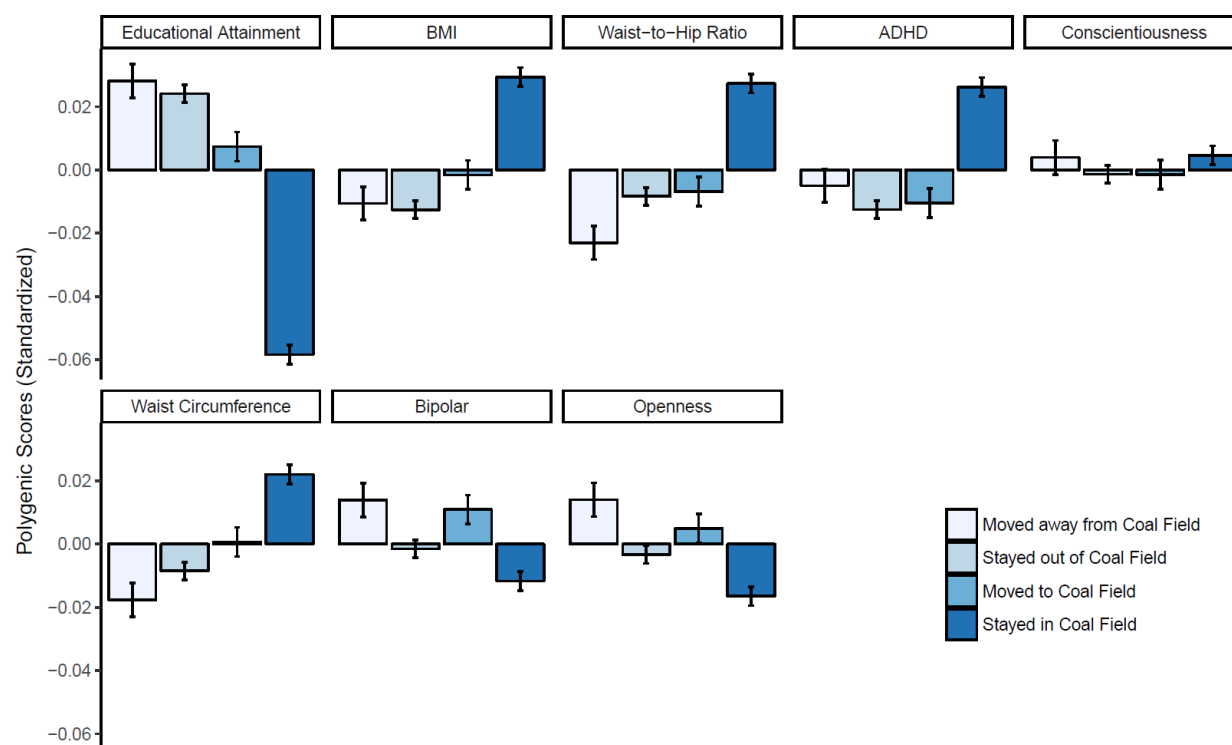 Educational Attainment
BMI
Waist−to−Hip Ratio
ADHD
Conscientiousness
Polygenic Scores (Standardized)
0.02
0.00
−0.02
−0.04
−0.06
Waist Circumference
Bipolar
Openness
0.02
0.00
−0.02
−0.04
−0.06
Moved away from Coal Field
Stayed out of Coal Field
Moved to Coal Field
Stayed in Coal Field